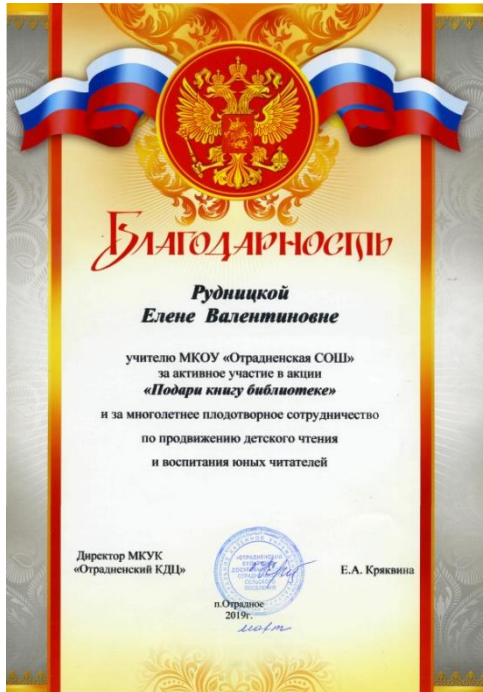 Благодарность
Рудницкой
Елене Валентиновне
учителю МКОУ «Отрадненская СОШ»
за активное участие в акции
«Подари книгу библиотеке»
и за многолетнее плодотворное сотрудничество
по продвижению детского чтения
и воспитания юных читателей
Директор МКУК
«Отрадненский КДЦ»
Е.А. Кряквина
п.Отрадное
2019г.
март